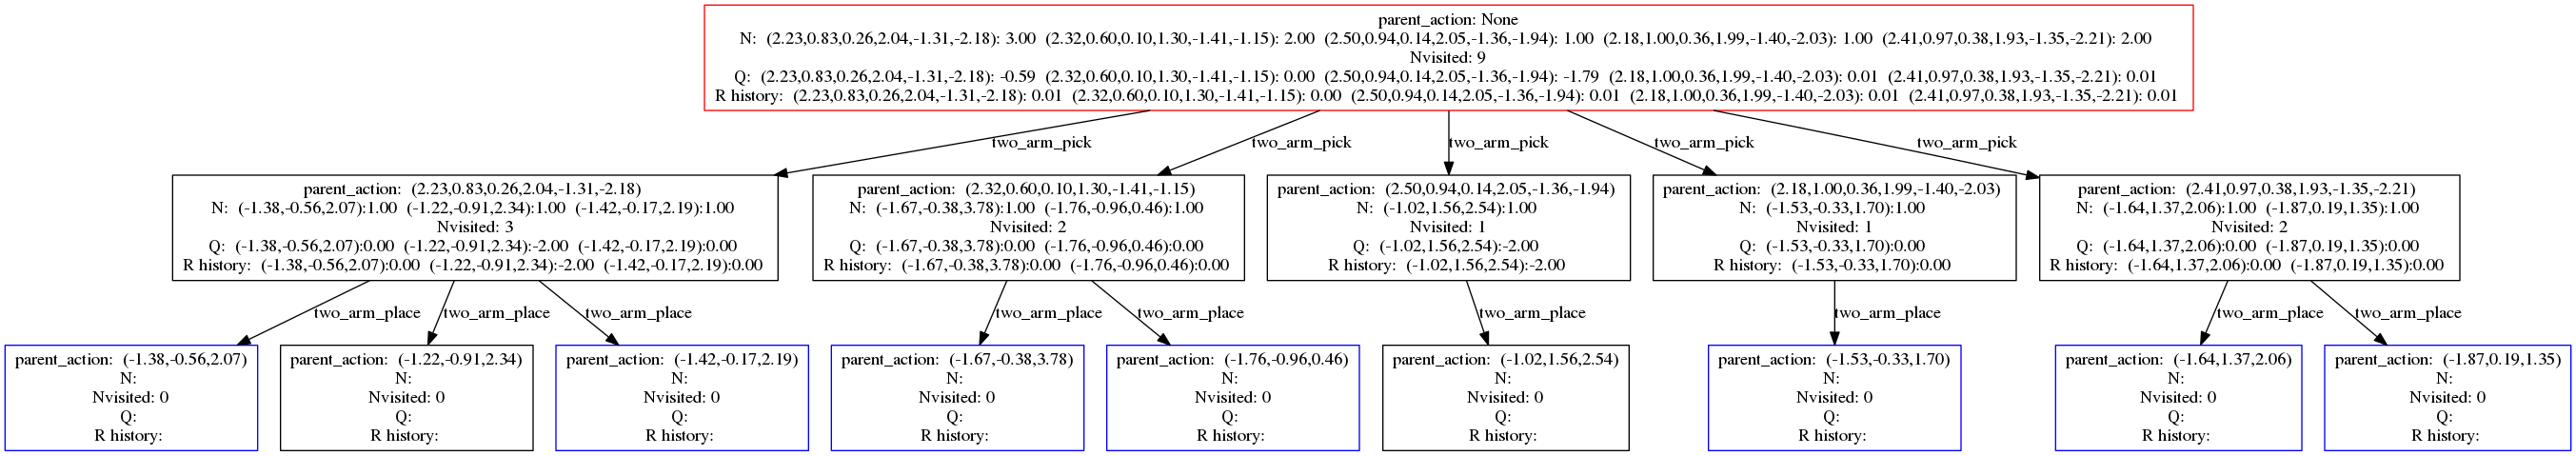 parent_action: None
N: (2.23,0.83,0.26,2.04,-1.31,-2.18): 3.00 (2.32,0.60,0.10,1.30,-1.41,-1.15): 2.00 (2.50,0.94,0.14,2.05,-1.36,-1.94): 1.00 (2.18,1.00,0.36,1.99,-1.40,-2.03): 1.00 (2.41,0.97,0.38,1.93,-1.35,-2.21): 2.00
Nvisited: 9
Q: (2.23,0.83,0.26,2.04,-1.31,-2.18): -0.59 (2.32,0.60,0.10,1.30,-1.41,-1.15): 0.00 (2.50,0.94,0.14,2.05,-1.36,-1.94): -1.79 (2.18,1.00,0.36,1.99,-1.40,-2.03): 0.01 (2.41,0.97,0.38,1.93,-1.35,-2.21): 0.01
R history: (2.23,0.83,0.26,2.04,-1.31,-2.18): 0.01 (2.32,0.60,0.10,1.30,-1.41,-1.15): 0.00 (2.50,0.94,0.14,2.05,-1.36,-1.94): 0.01 (2.18,1.00,0.36,1.99,-1.40,-2.03): 0.01 (2.41,0.97,0.38,1.93,-1.35,-2.21): 0.01
two_arm_pick
two_arm_pick
two_arm_pick
two_arm_pick
two_arm_pick
parent_action: (2.23,0.83,0.26,2.04,-1.31,-2.18)
N: (-1.38,-0.56,2.07):1.00 (-1.22,-0.91,2.34):1.00 (-1.42,-0.17,2.19):1.00
Nvisited: 3
Q: (-1.38,-0.56,2.07):0.00 (-1.22,-0.91,2.34):-2.00 (-1.42,-0.17,2.19):0.00
R history: (-1.38,-0.56,2.07):0.00 (-1.22,-0.91,2.34):-2.00 (-1.42,-0.17,2.19):0.00
parent_action: (2.32,0.60,0.10,1.30,-1.41,-1.15)
N: (-1.67,-0.38,3.78):1.00 (-1.76,-0.96,0.46):1.00
Nvisited: 2
Q: (-1.67,-0.38,3.78):0.00 (-1.76,-0.96,0.46):0.00
R history: (-1.67,-0.38,3.78):0.00 (-1.76,-0.96,0.46):0.00
parent_action: (2.50,0.94,0.14,2.05,-1.36,-1.94)
N: (-1.02,1.56,2.54):1.00
Nvisited: 1
Q: (-1.02,1.56,2.54):-2.00
R history: (-1.02,1.56,2.54):-2.00
parent_action: (2.18,1.00,0.36,1.99,-1.40,-2.03)
N: (-1.53,-0.33,1.70):1.00
Nvisited: 1
Q: (-1.53,-0.33,1.70):0.00
R history: (-1.53,-0.33,1.70):0.00
parent_action: (2.41,0.97,0.38,1.93,-1.35,-2.21)
N: (-1.64,1.37,2.06):1.00 (-1.87,0.19,1.35):1.00
Nvisited: 2
Q: (-1.64,1.37,2.06):0.00 (-1.87,0.19,1.35):0.00
R history: (-1.64,1.37,2.06):0.00 (-1.87,0.19,1.35):0.00
two_arm_place
two_arm_place
two_arm_place
two_arm_place
two_arm_place
two_arm_place
two_arm_place
two_arm_place
two_arm_place
parent_action: (-1.38,-0.56,2.07)
N:
Nvisited: 0
Q:
R history:
parent_action: (-1.22,-0.91,2.34)
N:
Nvisited: 0
Q:
R history:
parent_action: (-1.42,-0.17,2.19)
N:
Nvisited: 0
Q:
R history:
parent_action: (-1.67,-0.38,3.78)
N:
Nvisited: 0
Q:
R history:
parent_action: (-1.76,-0.96,0.46)
N:
Nvisited: 0
Q:
R history:
parent_action: (-1.02,1.56,2.54)
N:
Nvisited: 0
Q:
R history:
parent_action: (-1.53,-0.33,1.70)
N:
Nvisited: 0
Q:
R history:
parent_action: (-1.64,1.37,2.06)
N:
Nvisited: 0
Q:
R history:
parent_action: (-1.87,0.19,1.35)
N:
Nvisited: 0
Q:
R history: